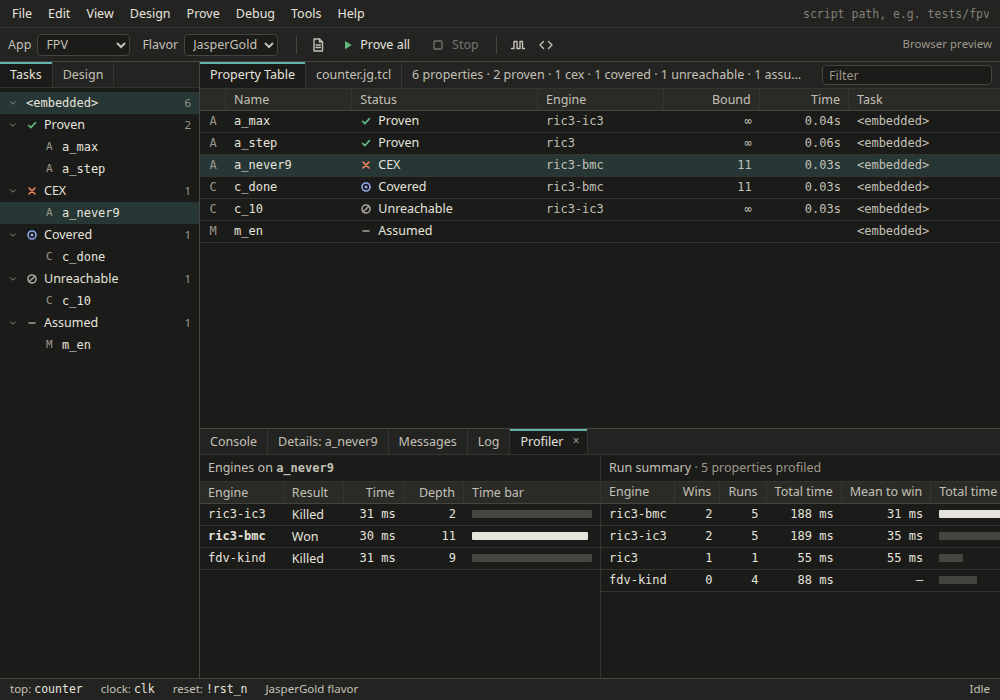 File Edit View Design Prove Debug Tools Help script path, e.g. tests/fpv
App FPV Flavor JasperGold Prove all Stop Browser preview
Tasks Design Property Table counter.jg.tcl 6 properties · 2 proven · 1 cex · 1 covered · 1 unreachable · 1 assu... Filter
<embedded> 6
Proven 2
A a_max
A a_step
CEX 1
A a_never9
Covered 1
C c_done
Unreachable 1
C c_10
Assumed 1
M m_en
Name Status Engine Bound Time Task
A a_max Proven ric3-ic3 ∞ 0.04s <embedded>
A a_step Proven ric3 ∞ 0.06s <embedded>
A a_never9 CEX ric3-bmc 11 0.03s <embedded>
C c_done Covered ric3-bmc 11 0.03s <embedded>
C c_10 Unreachable ric3-ic3 ∞ 0.03s <embedded>
M m_en Assumed <embedded>
Console Details: a_never9 Messages Log Profiler ×
Engines on a_never9
Engine Result Time Depth Time bar
ric3-ic3 Killed 31 ms 2
ric3-bmc Won 30 ms 11
fdv-kind Killed 31 ms 9
Run summary · 5 properties profiled
Engine Wins Runs Total time Mean to win Total time
ric3-bmc 2 5 188 ms 31 ms
ric3-ic3 2 5 189 ms 35 ms
ric3 1 1 55 ms 55 ms
fdv-kind 0 4 88 ms —
top: counter clock: clk reset: !rst_n JasperGold flavor Idle